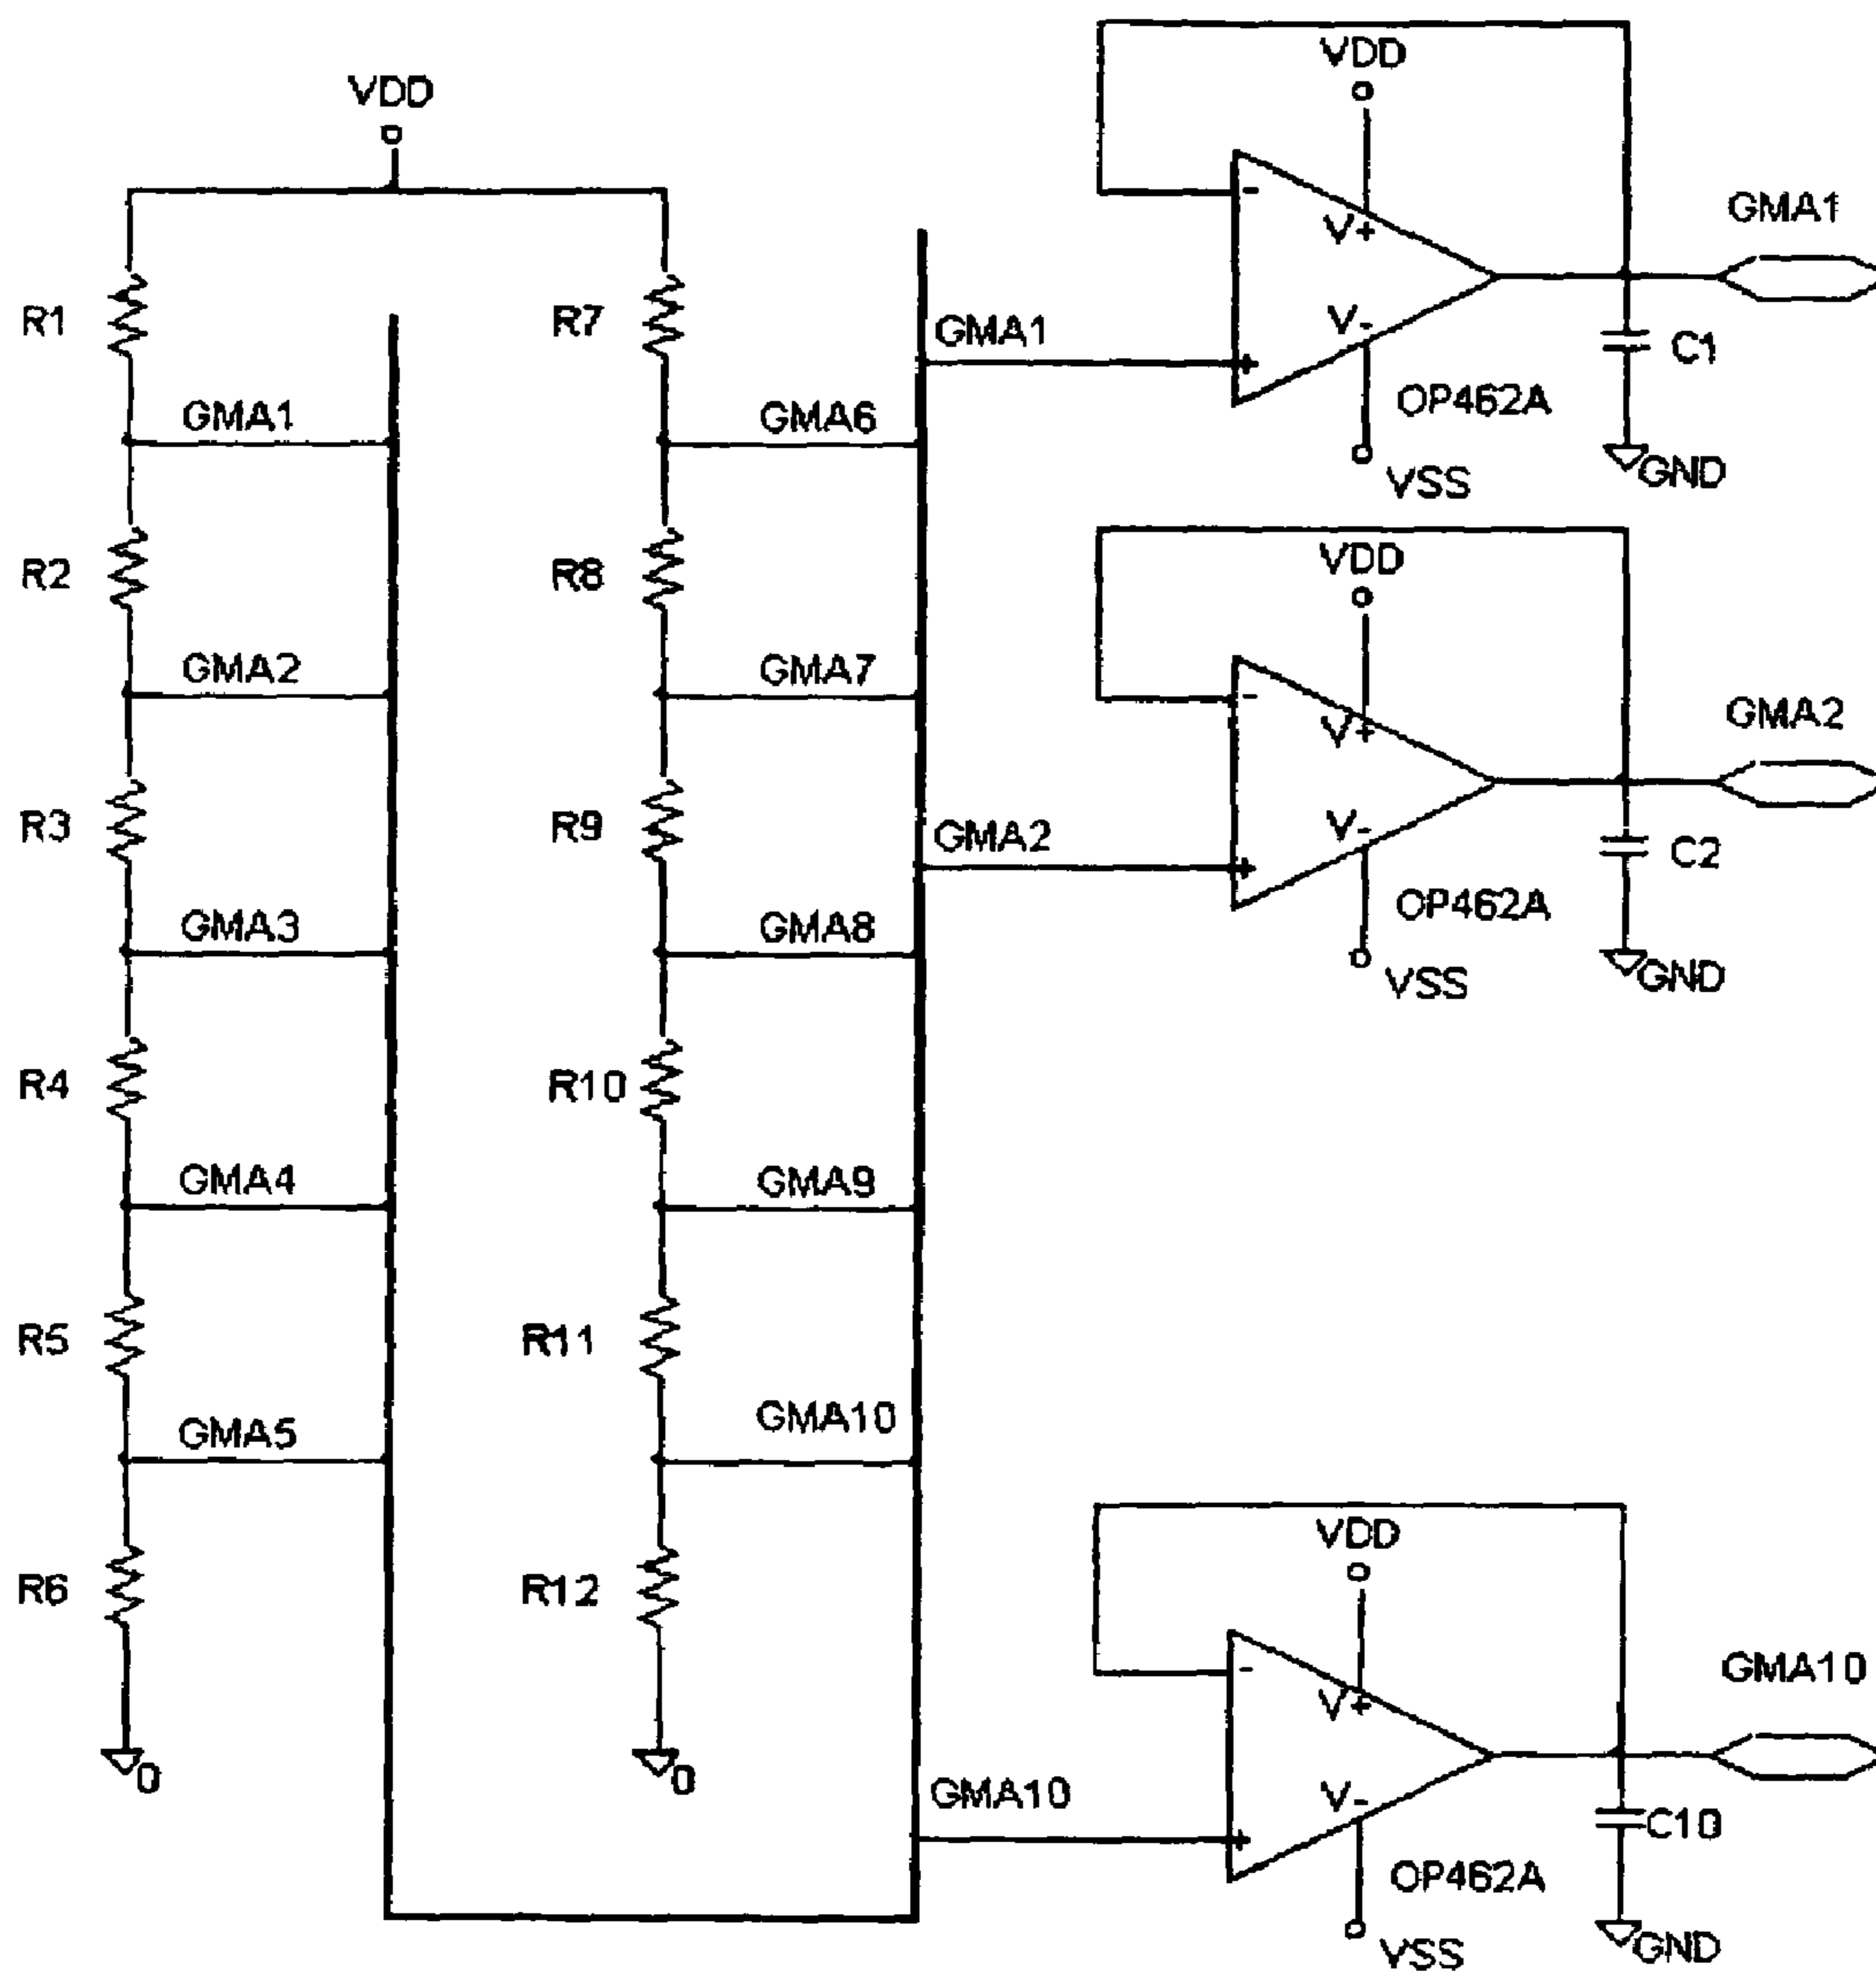 VDD
R1
GMA1
R2
GMA2
R3
GMA3
R4
GMA4
R5
GMA5
R6
0
R7
GMA6
R8
GMA7
R9
GMA8
R10
GMA9
R11
GMA10
R12
0
VDD
-
V+
GMA1
GMA1
V-
+
OP462A
C1
VSS
GND
VDD
-
V+
GMA2
GMA2
V-
+
OP462A
C2
VSS
GND
VDD
-
V+
GMA10
GMA10
V-
+
OP462A
C10
VSS
GND